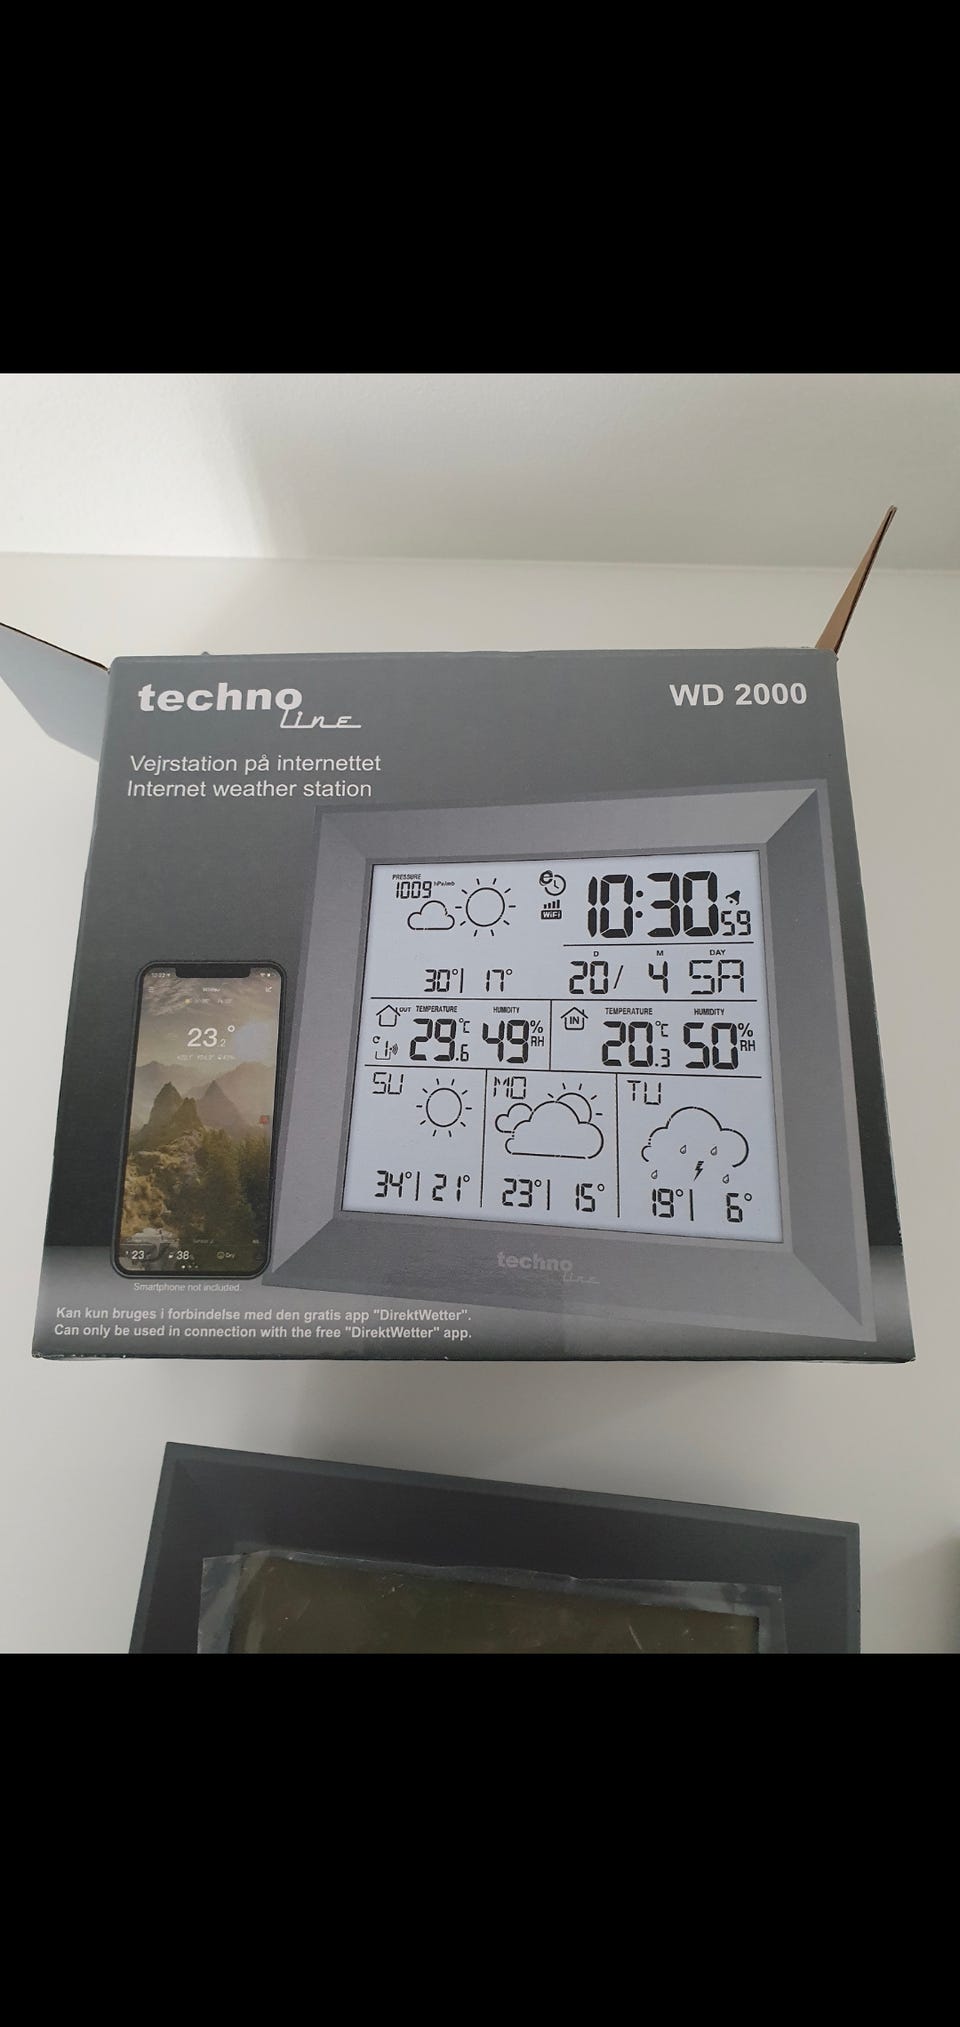 techno
line
WD 2000
Vejrstation på internettet
Internet weather station
PRESSURE
1009 hPa/mb
30° 17°
WiFi
10:30 59
D M DAY
20/ 4 SA
OUT TEMPERATURE HUMIDITY
29.6 °C 49 % RH
IN TEMPERATURE HUMIDITY
20.3 °C 50 % RH
SU
34° 21°
MO
23° 15°
TU
19° 6°
techno
line
23.2°
23 38 Dry
Smartphone not included.
Kan kun bruges i forbindelse med den gratis app "DirektWetter".
Can only be used in connection with the free "DirektWetter" app.